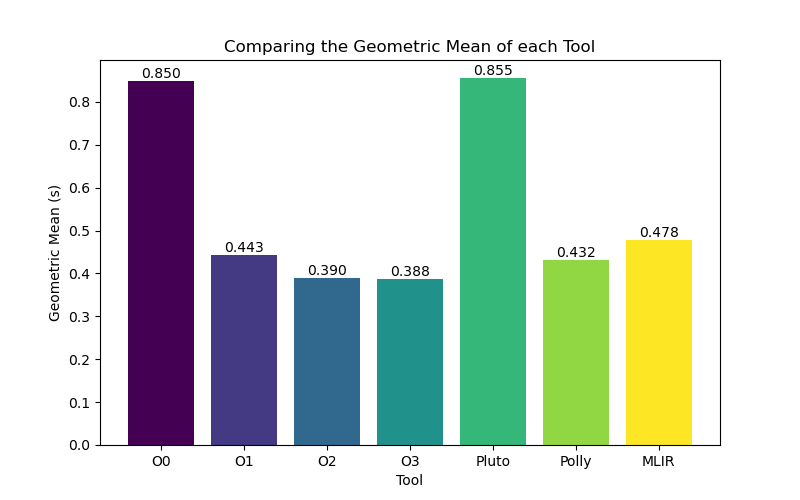 Comparing the Geometric Mean of each Tool
Geometric Mean (s)
0.8
0.7
0.6
0.5
0.4
0.3
0.2
0.1
0.0
0.850
0.443
0.390
0.388
0.855
0.432
0.478
O0
O1
O2
O3
Pluto
Polly
MLIR
Tool